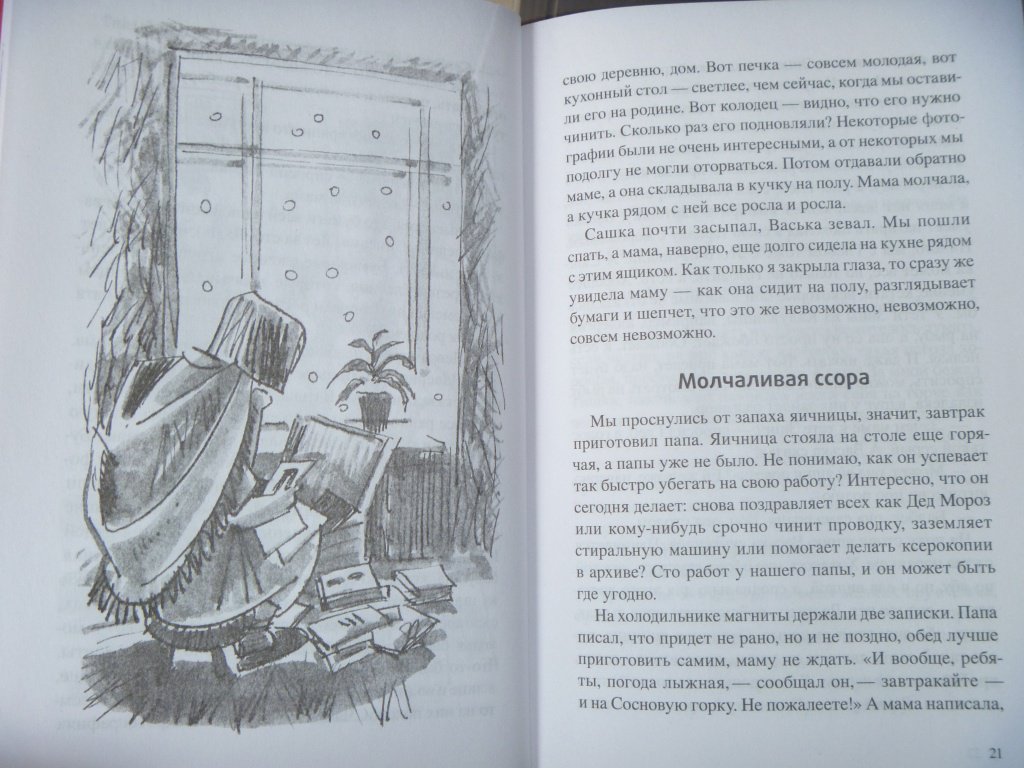 свою деревню, дом. Вот печка — совсем молодая, вот
кухонный стол — светлее, чем сейчас, когда мы остави-
ли его на родине. Вот колодец — видно, что его нужно
чинить. Сколько раз его подновляли? Некоторые фото-
графии были не очень интересными, а от некоторых мы
подолгу не могли оторваться. Потом отдавали обратно
маме, а она складывала в кучку на полу. Мама молчала,
а кучка рядом с ней все росла и росла.
Сашка почти засыпал, Васька зевал. Мы пошли
спать, а мама, наверно, еще долго сидела на кухне рядом
с этим ящиком. Как только я закрыла глаза, то сразу же
увидела маму — как она сидит на полу, разглядывает
бумаги и шепчет, что это же невозможно, невозможно,
совсем невозможно.
Молчаливая ссора
Мы проснулись от запаха яичницы, значит, завтрак
приготовил папа. Яичница стояла на столе еще горя-
чая, а папы уже не было. Не понимаю, как он успевает
так быстро убегать на свою работу? Интересно, что он
сегодня делает: снова поздравляет всех как Дед Мороз
или кому-нибудь срочно чинит проводку, заземляет
стиральную машину или помогает делать ксерокопии
в архиве? Сто работ у нашего папы, и он может быть
где угодно.
На холодильнике магниты держали две записки. Папа
писал, что придет не рано, но и не поздно, обед лучше
приготовить самим, маму не ждать. «И вообще, ребя-
ты, погода лыжная, — сообщал он, — завтракайте —
и на Сосновую горку. Не пожалеете!» А мама написала,
21